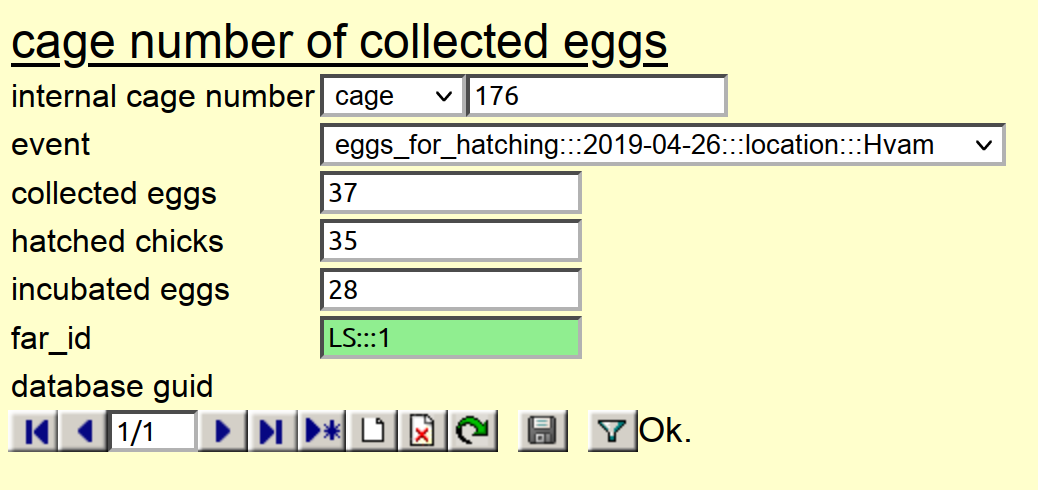 cage number of collected eggs
internal cage number cage 176
event eggs_for_hatching:::2019-04-26:::location:::Hvam
collected eggs 37
hatched chicks 35
incubated eggs 28
far_id LS:::1
database guid
1/1 Ok.